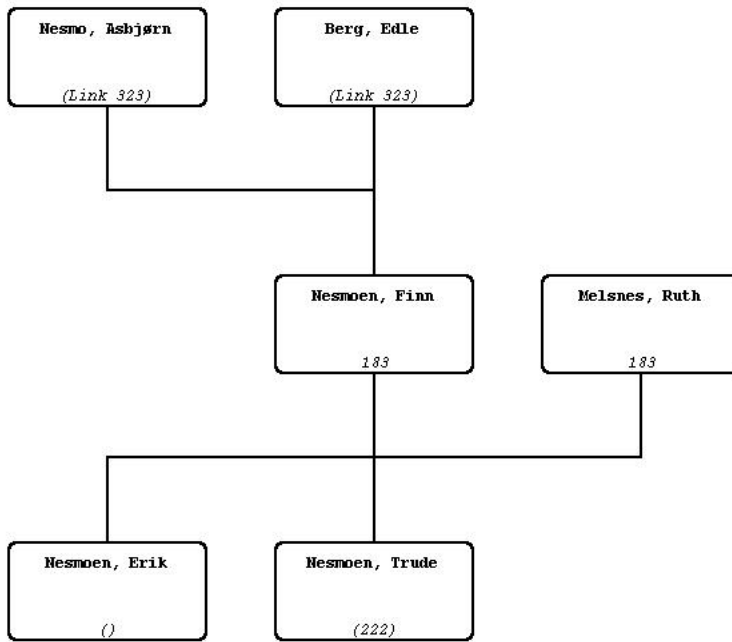 Nesmo, Asbjørn
(Link 323)
Berg, Edle
(Link 323)
Nesmoen, Finn
183
Melsnes, Ruth
183
Nesmoen, Erik
()
Nesmoen, Trude
(222)